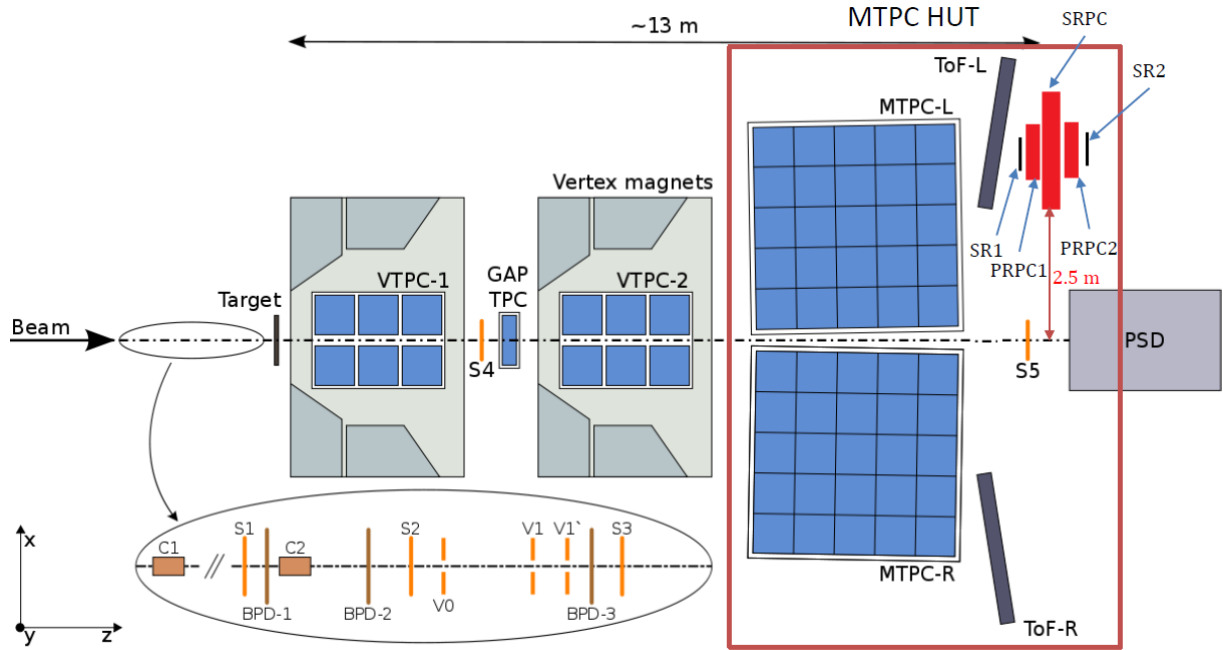 MTPC HUT
SRPC
~13 m
ToF-L
SR2
MTPC-L
Vertex magnets
VTPC-1
GAP
TPC
VTPC-2
SR1
PRPC1
PRPC2
2.5 m
Target
Beam
S4
S5
PSD
MTPC-R
ToF-R
x
y
z
C1
S1
C2
S2
V1
V1`
S3
BPD-1
BPD-2
V0
BPD-3